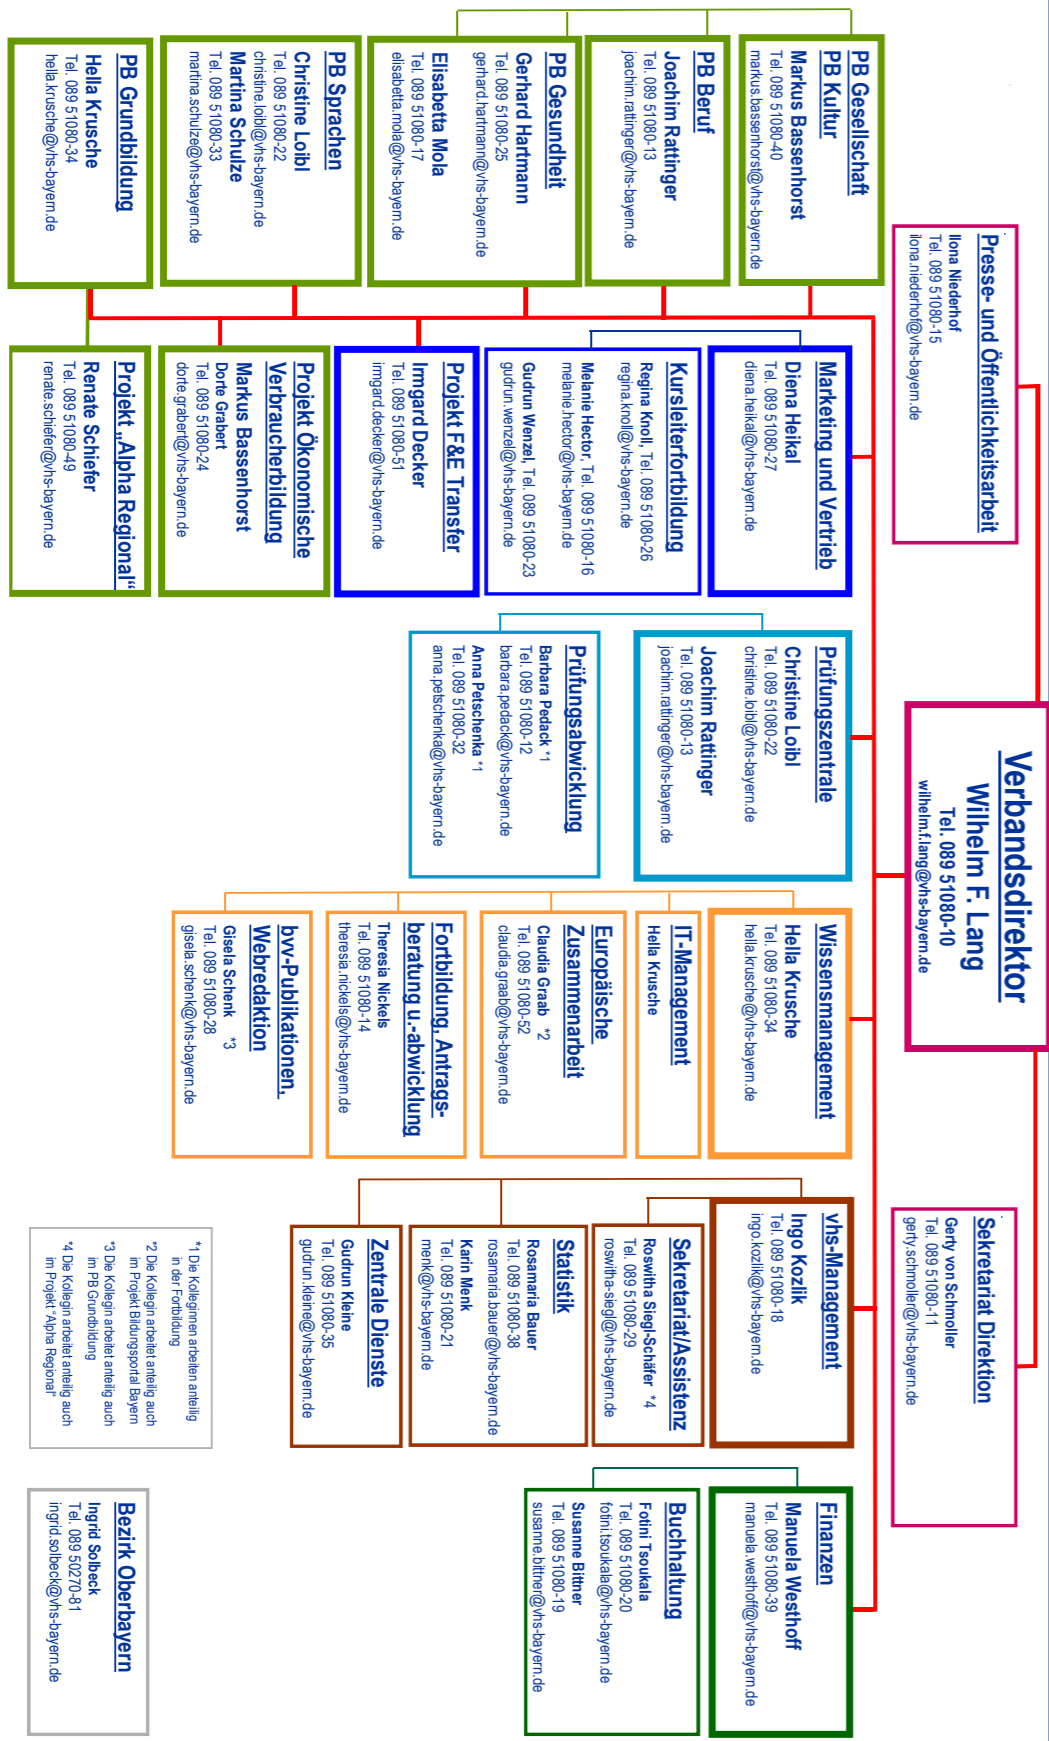 Verbandsdirektor
Wilhelm F. Lang
Tel. 089 51080-10
wilhelm.f.lang@vhs-bayern.de
Presse- und Öffentlichkeitsarbeit
Ilona Niederhof
Tel. 089 51080-15
ilona.niederhof@vhs-bayern.de
Sekretariat Direktion
Gerty von Schmoller
Tel. 089 51080-11
gerty.schmoller@vhs-bayern.de
PB Gesellschaft
PB Kultur
Markus Bassenhorst
Tel. 089 51080-40
markus.bassenhorst@vhs-bayern.de
PB Beruf
Joachim Rattinger
Tel. 089 51080-13
joachim.rattinger@vhs-bayern.de
PB Gesundheit
Gerhard Hartmann
Tel. 089 51080-25
gerhard.hartmann@vhs-bayern.de
Elisabetta Mola
Tel. 089 51080-17
elisabetta.mola@vhs-bayern.de
PB Sprachen
Christine Loibl
Tel. 089 51080-22
christine.loibl@vhs-bayern.de
Martina Schulze
Tel. 089 51080-33
martina.schulze@vhs-bayern.de
PB Grundbildung
Hella Krusche
Tel. 089 51080-34
hella.krusche@vhs-bayern.de
Marketing und Vertrieb
Diena Heikal
Tel. 089 51080-27
diena.heikal@vhs-bayern.de
Kursleiterfortbildung
Regina Knoll, Tel. 089 51080-26
regina.knoll@vhs-bayern.de
Melanie Hector, Tel. 089 51080-16
melanie.hector@vhs-bayern.de
Gudrun Wenzel, Tel. 089 51080-23
gudrun.wenzel@vhs-bayern.de
Projekt F&E Transfer
Irmgard Decker
Tel. 089 51080-51
irmgard.decker@vhs-bayern.de
Projekt Ökonomische
Verbraucherbildung
Markus Bassenhorst
Dorte Grabert
Tel. 089 51080-24
dorte.grabert@vhs-bayern.de
Projekt „Alpha Regional“
Renate Schiefer
Tel. 089 51080-49
renate.schiefer@vhs-bayern.de
Prüfungszentrale
Christine Loibl
Tel. 089 51080-22
christine.loibl@vhs-bayern.de
Joachim Rattinger
Tel. 089 51080-13
joachim.rattinger@vhs-bayern.de
Prüfungsabwicklung
Barbara Pedack *1
Tel. 089 51080-12
barbara.pedack@vhs-bayern.de
Anna Petschenka *1
Tel. 089 51080-32
anna.petschenka@vhs-bayern.de
Wissensmanagement
Hella Krusche
Tel. 089 51080-34
hella.krusche@vhs-bayern.de
IT-Management
Hella Krusche
Europäische
Zusammenarbeit
Claudia Graab *2
Tel. 089 51080-52
claudia.graab@vhs-bayern.de
Fortbildung, Antrags-
beratung u.-abwicklung
Theresia Nickels
Tel. 089 51080-14
theresia.nickels@vhs-bayern.de
bvv-Publikationen,
Webredaktion
Gisela Schenk *3
Tel. 089 51080-28
gisela.schenk@vhs-bayern.de
vhs-Management
Ingo Kozlik
Tel. 089 51080-18
ingo.kozlik@vhs-bayern.de
Sekretariat/Assistenz
Roswitha Siegl-Schäfer *4
Tel. 089 51080-29
roswitha-siegl@vhs-bayern.de
Statistik
Rosamaria Bauer
Tel. 089 51080-38
rosamaria.bauer@vhs-bayern.de
Karin Menk
Tel. 089 51080-21
menk@vhs-bayern.de
Zentrale Dienste
Gudrun Kleine
Tel. 089 51080-35
gudrun.kleine@vhs-bayern.de
Finanzen
Manuela Westhoff
Tel. 089 51080-39
manuela.westhoff@vhs-bayern.de
Buchhaltung
Fotini Tsoukala
Tel. 089 51080-20
fotini.tsoukala@vhs-bayern.de
Susanne Bittner
Tel. 089 51080-19
susanne.bittner@vhs-bayern.de
*1 Die Kolleginnen arbeiten anteilig
in der Fortbildung
*2 Die Kollegin arbeitet anteilig auch
im Projekt Bildungsportal Bayern
*3 Die Kollegin arbeitet anteilig auch
im PB Grundbildung
*4 Die Kollegin arbeitet anteilig auch
im Projekt "Alpha Regional"
Bezirk Oberbayern
Ingrid Solbeck
Tel. 089 50270-81
ingrid.solbeck@vhs-bayern.de